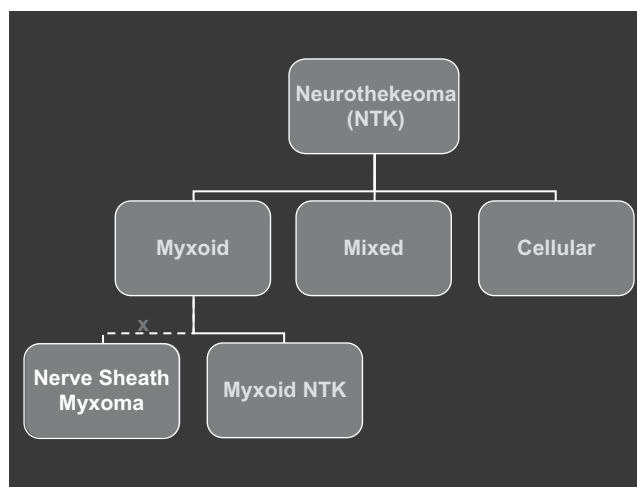 Neurothekeoma
(NTK)
Myxoid
Mixed
Cellular
x
Nerve Sheath
Myxoma
Myxoid NTK